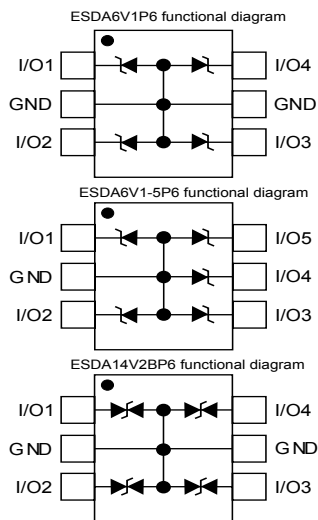 ESDA6V1P6 functional diagram
I/O1 I/O4
GND GND
I/O2 I/O3
ESDA6V1-5P6 functional diagram
I/O1 I/O5
GND I/O4
I/O2 I/O3
ESDA14V2BP6 functional diagram
I/O1 I/O4
GND GND
I/O2 I/O3